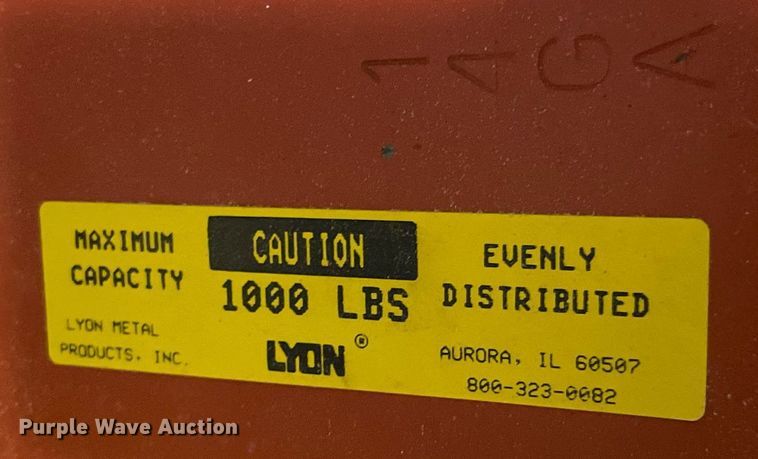 14GA
MAXIMUM
CAPACITY
LYON METAL
PRODUCTS, INC.
CAUTION
1000 LBS
LYON®
EVENLY
DISTRIBUTED
AURORA, IL 60507
800-323-0082
Purple Wave Auction